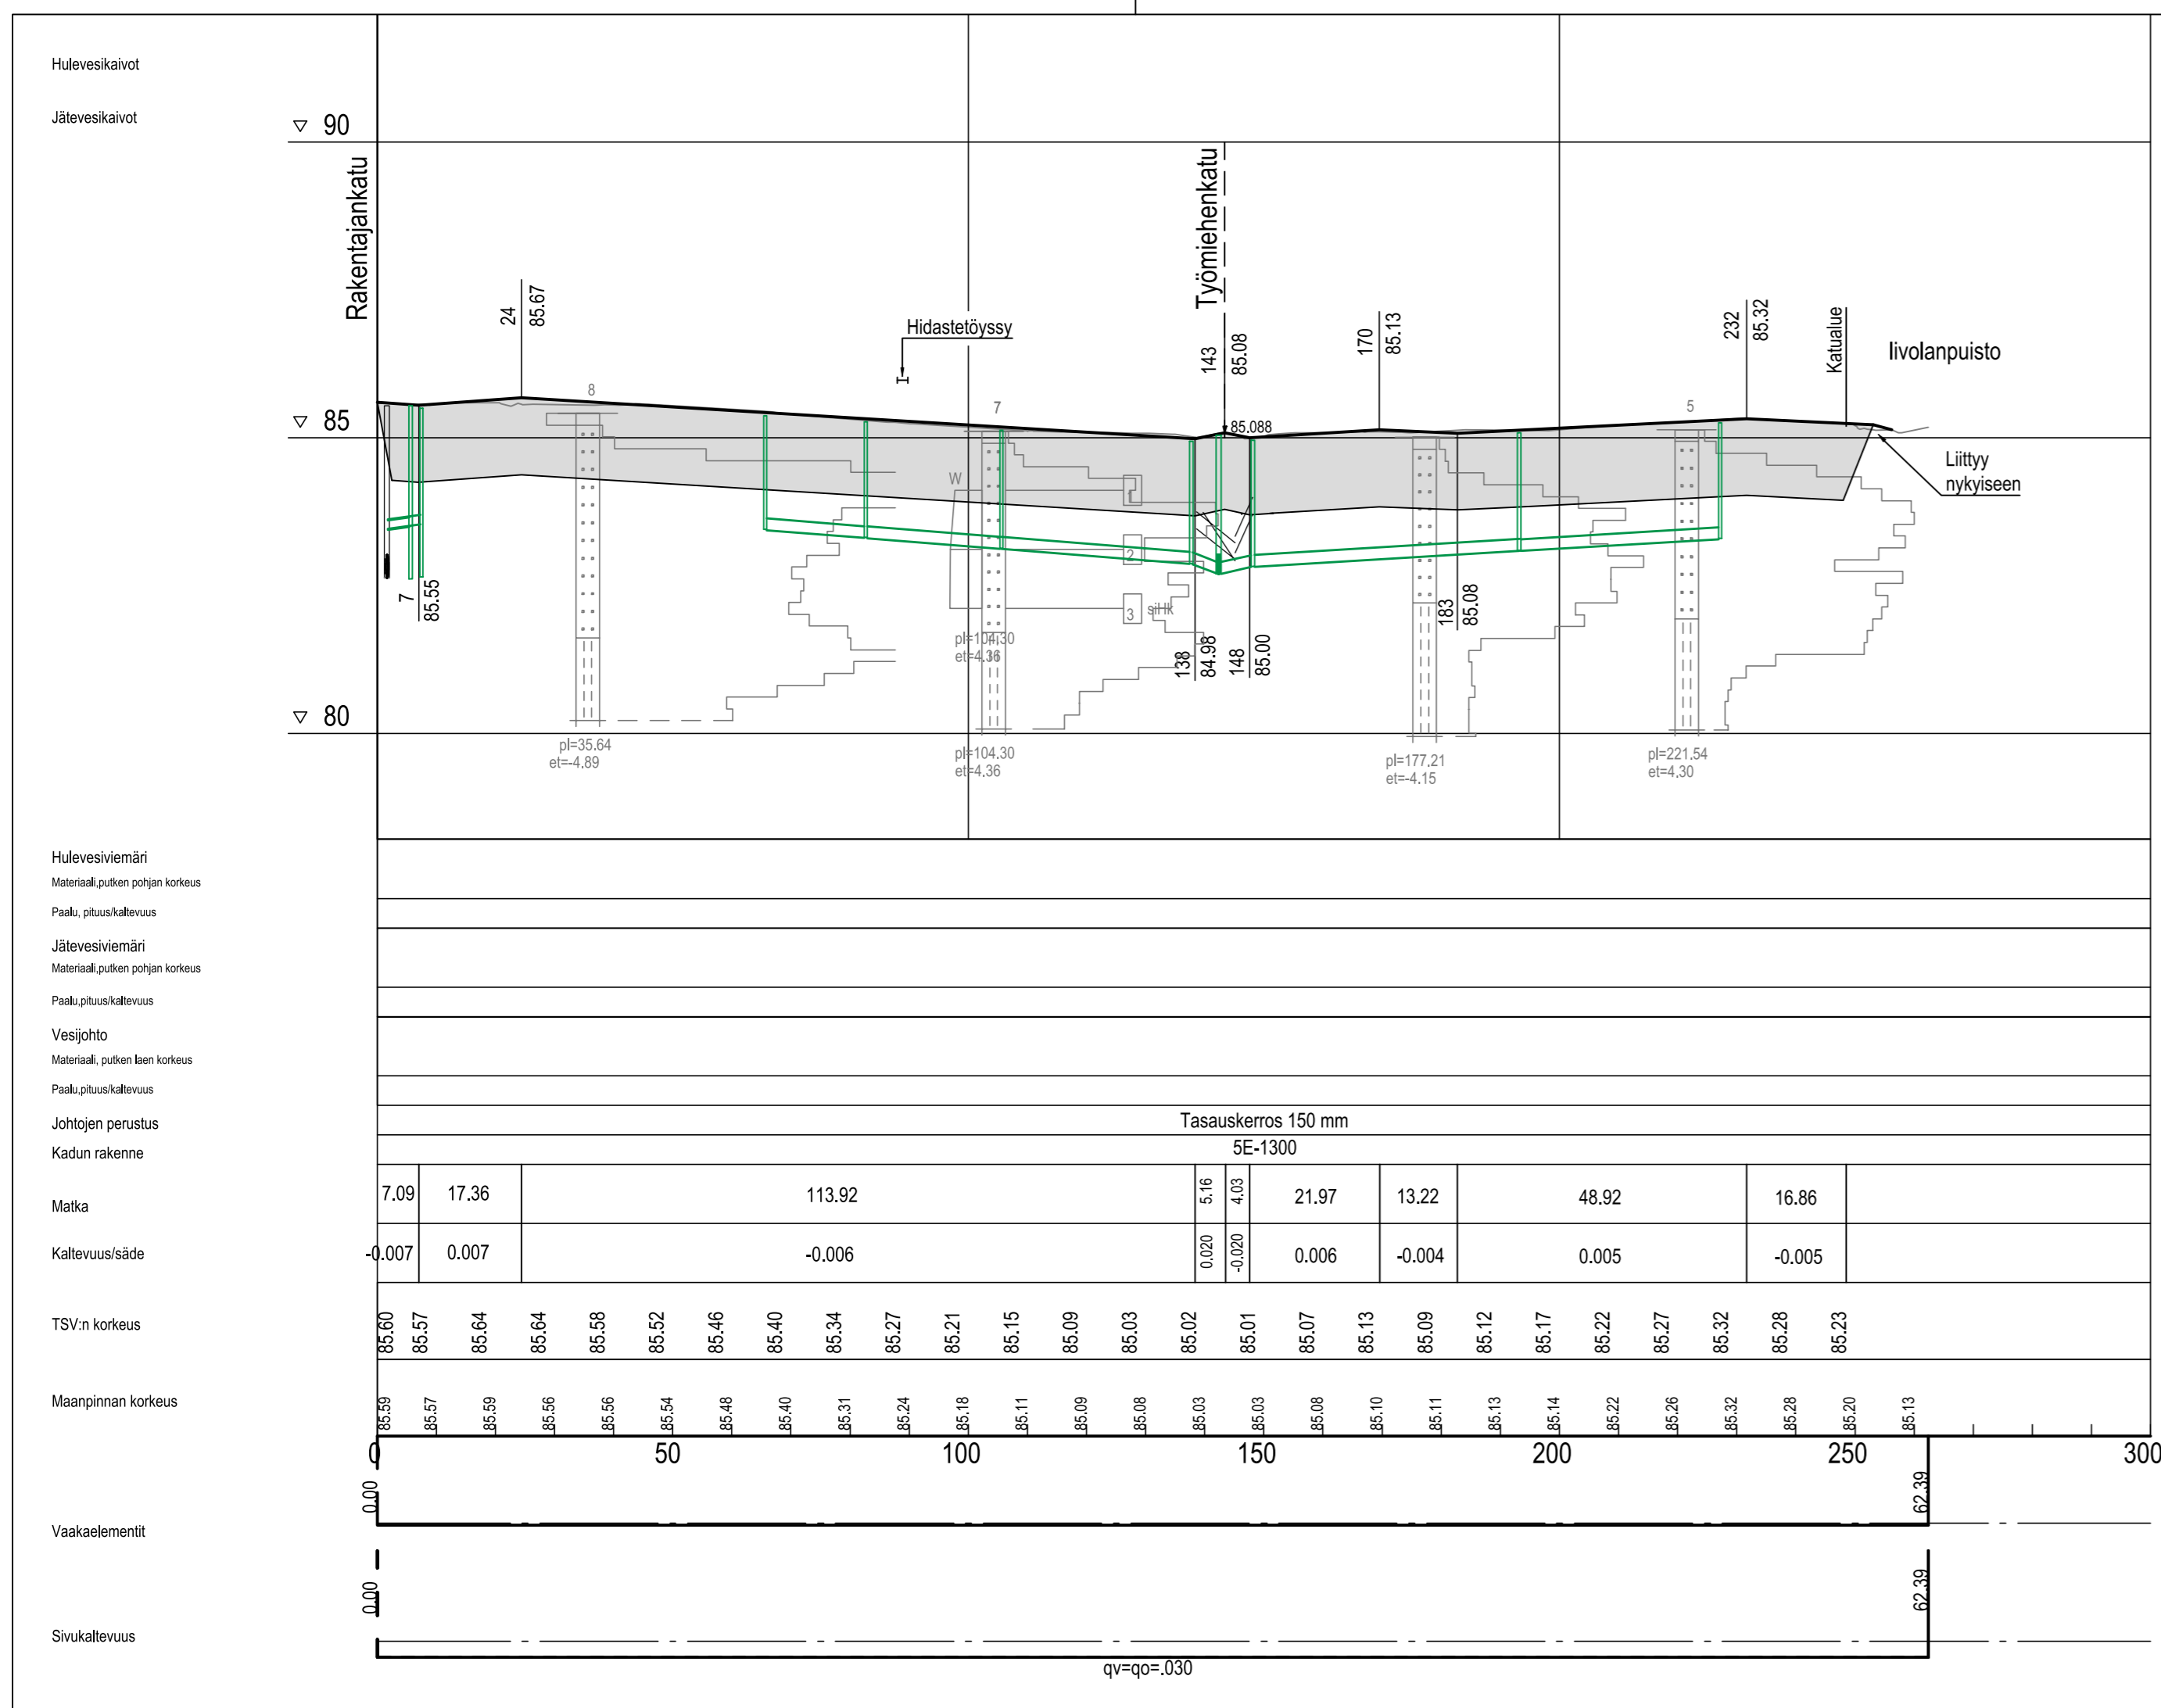 Hulevesikaivot
Jätevesikaivot
90
85
80
Rakentajankatu
24
85.67
Hidastetöyssy
Työmiehenkatu
143
85.08
85.088
170
85.13
232
85.32
Katualue
Iivolanpuisto
Liittyy
nykyiseen
8
7
5
W
1
2
3
siHk
7
85.55
pl=104.30
et=4.36
138
84.98
148
85.00
183
85.08
pl=35.64
et=-4.89
pl=104.30
et=4.36
pl=177.21
et=-4.15
pl=221.54
et=4.30
Hulevesiviemäri
Materiaali,putken pohjan korkeus
Paalu, pituus/kaltevuus
Jätevesiviemäri
Materiaali,putken pohjan korkeus
Paalu,pituus/kaltevuus
Vesijohto
Materiaali, putken laen korkeus
Paalu,pituus/kaltevuus
Johtojen perustus
Tasauskerros 150 mm
Kadun rakenne
5E-1300
Matka
7.09 17.36 113.92 5.16 4.03 21.97 13.22 48.92 16.86
Kaltevuus/säde
-0.007 0.007 -0.006 0.020 -0.020 0.006 -0.004 0.005 -0.005
TSV:n korkeus
85.60 85.57 85.64 85.64 85.58 85.52 85.46 85.40 85.34 85.27 85.21 85.15 85.09 85.03 85.02 85.01 85.07 85.13 85.09 85.12 85.17 85.22 85.27 85.32 85.28 85.23
Maanpinnan korkeus
85.59 85.57 85.59 85.56 85.56 85.54 85.48 85.40 85.31 85.24 85.18 85.11 85.09 85.08 85.03 85.03 85.08 85.10 85.11 85.13 85.14 85.22 85.26 85.32 85.28 85.20 85.13
0 50 100 150 200 250 300
0.00
62.39
Vaakaelementit
0.00
62.39
Sivukaltevuus
qv=qo=.030